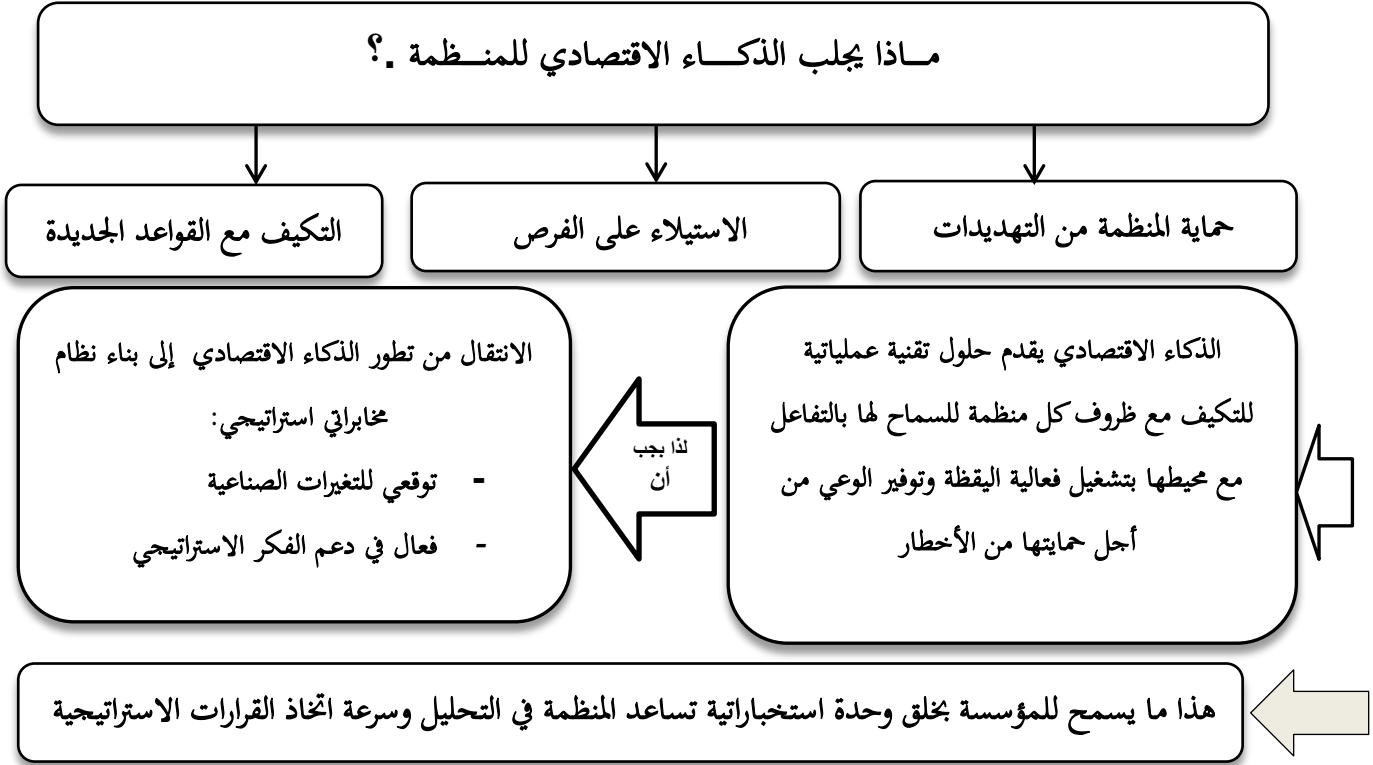 مــاذا يجلب الذكــــاء الاقتصادي للمنــظمة .؟
حماية المنظمة من التهديدات
الاستيلاء على الفرص
التكيف مع القواعد الجديدة
الذكاء الاقتصادي يقدم حلول تقنية عملياتية
للتكيف مع ظروف كل منظمة للسماح لها بالتفاعل
مع محيطها بتشغيل فعالية اليقظة وتوفير الوعي من
أجل حمايتها من الأخطار
لذا بجب
أن
الانتقال من تطور الذكاء الاقتصادي إلى بناء نظام
مخابراتي استراتيجي:
- توقعي للتغيرات الصناعية
- فعال في دعم الفكر الاستراتيجي
هذا ما يسمح للمؤسسة بخلق وحدة استخباراتية تساعد المنظمة في التحليل وسرعة اتخاذ القرارات الاستراتيجية